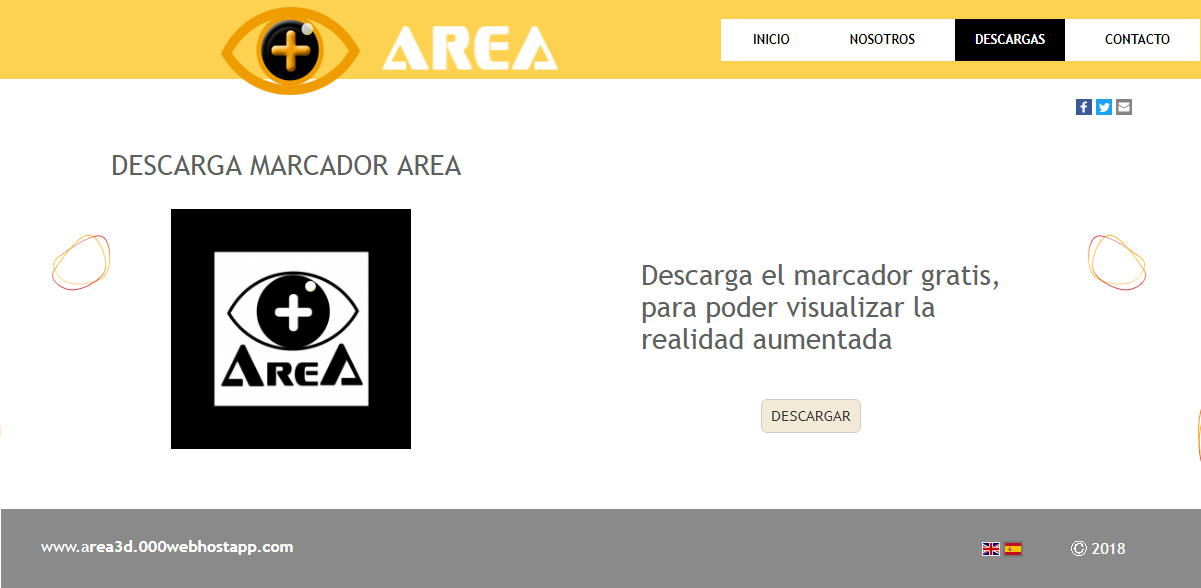 AREA
INICIO
NOSOTROS
DESCARGAS
CONTACTO
DESCARGA MARCADOR AREA
AREA
Descarga el marcador gratis,
para poder visualizar la
realidad aumentada
DESCARGAR
www.area3d.000webhostapp.com
© 2018